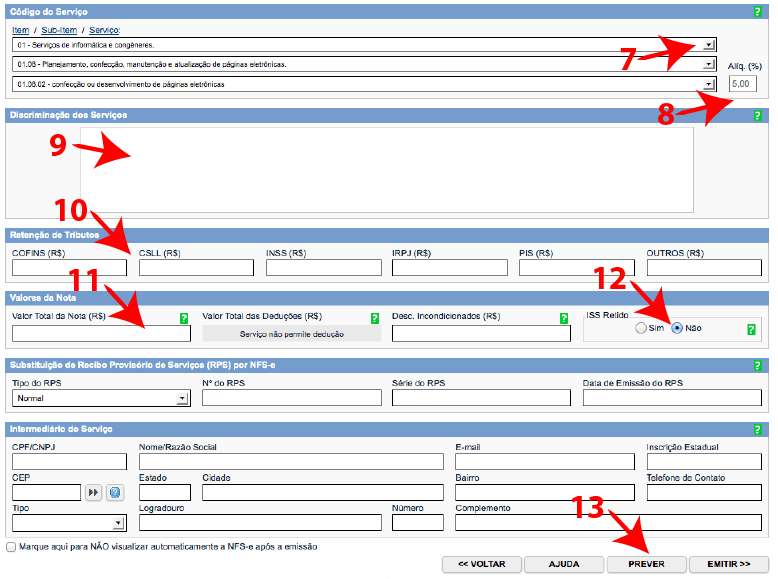 Código do Serviço ?
Item / Sub-Item / Serviço:
01 - Serviços de informática e congêneres.
7
01.08 - Planejamento, confecção, manutenção e atualização de páginas eletrônicas. Alíq. (%)
01.08.02 - confecção ou desenvolvimento de páginas eletrônicas 5,00
8
Discriminação dos Serviços ?
9
10
Retenção de Tributos
COFINS (R$) CSLL (R$) INSS (R$) IRPJ (R$) PIS (R$) OUTROS (R$)
11
12
Valores da Nota ?
Valor Total da Nota (R$) ? Valor Total das Deduções (R$) ? Desc. Incondicionados (R$) ? ISS Retido
Serviço não permite dedução Sim Não ?
Substituição de Recibo Provisório de Serviços (RPS) por NFS-e ?
Tipo do RPS Nº do RPS Série do RPS Data de Emissão do RPS
Normal
Intermediário do Serviço ?
CPF/CNPJ Nome/Razão Social E-mail Inscrição Estadual
CEP Estado Cidade Bairro Telefone de Contato
?
Tipo Logradouro Número Complemento
13
Marque aqui para NÃO visualizar automaticamente a NFS-e após a emissão
<< VOLTAR AJUDA PREVER EMITIR >>